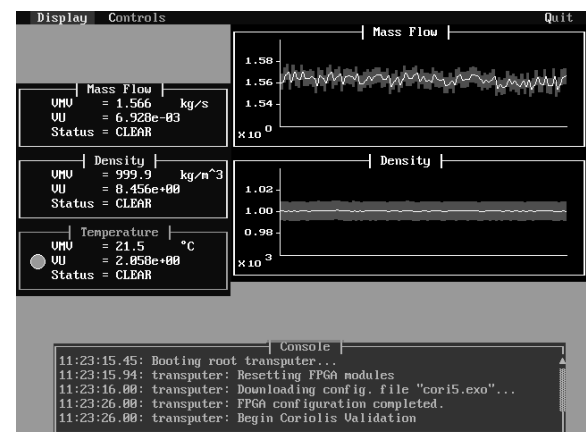 Display Controls Quit
Mass Flow
VMV = 1.566 kg/s
VU = 6.928e-03
Status = CLEAR
Density
VMV = 999.9 kg/m^3
VU = 8.456e+00
Status = CLEAR
Temperature
VMV = 21.5 °C
VU = 2.058e+00
Status = CLEAR
Mass Flow
1.58
1.56
1.54
x10 0
Density
1.02
1.00
0.98
x10 3
Console
11:23:15.45: Booting root transputer...
11:23:15.94: transputer: Resetting FPGA modules
11:23:16.00: transputer: Downloading config. file "cori5.exo"...
11:23:26.00: transputer: FPGA configuration completed.
11:23:26.00: transputer: Begin Coriolis Validation